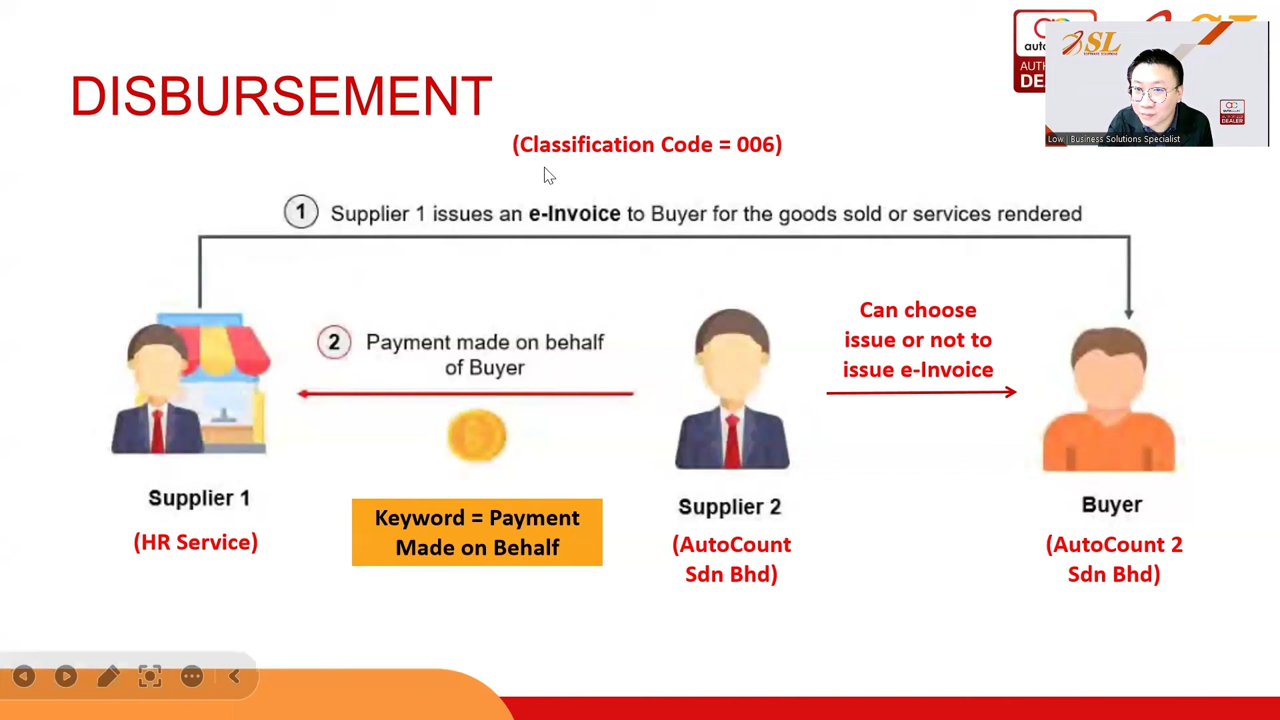 DISBURSEMENT
(Classification Code = 006)
1
Supplier 1 issues an e-Invoice to Buyer for the goods sold or services rendered
2
Payment made on behalf
of Buyer
Can choose
issue or not to
issue e-Invoice
Supplier 1
(HR Service)
Keyword = Payment
Made on Behalf
Supplier 2
(AutoCount
Sdn Bhd)
Buyer
(AutoCount 2
Sdn Bhd)
SL
Low | Business Solutions Specialist
DEALER